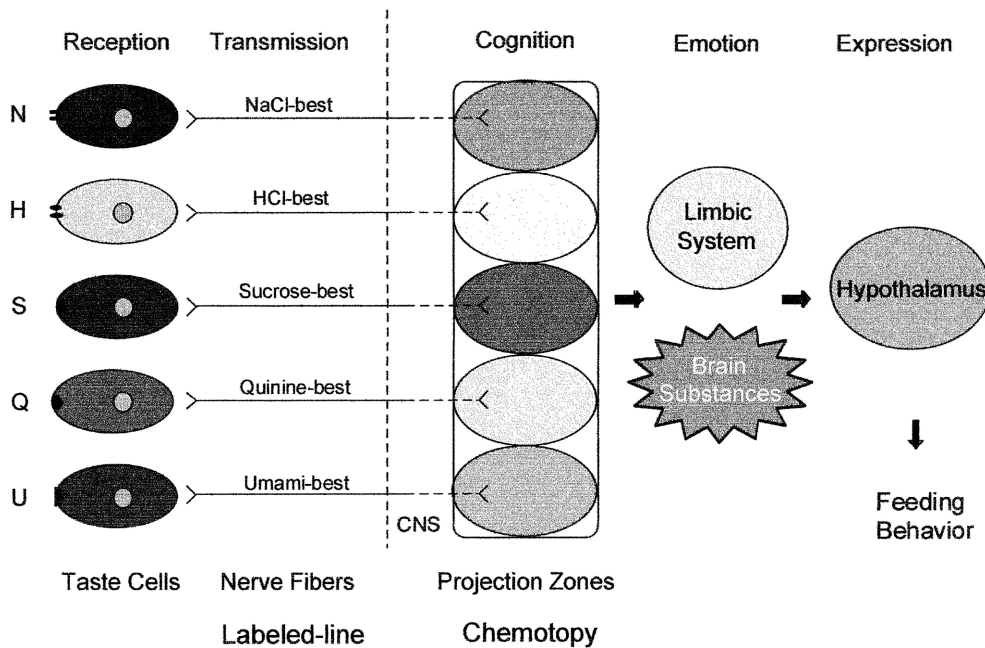 Reception Transmission Cognition Emotion Expression
N NaCl-best
H HCl-best
Limbic
System
S Sucrose-best
Hypothalamus
Q Quinine-best
Brain
Substances
U Umami-best
CNS
Feeding
Behavior
Taste Cells Nerve Fibers Projection Zones
Labeled-line Chemotopy